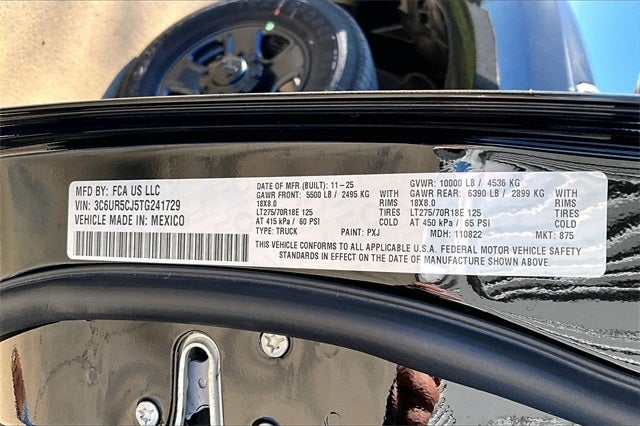 MFD BY: FCA US LLC
VIN: 3C6UR5CJ5TG241729
VEHICLE MADE IN: MEXICO
DATE OF MFR (BUILT): 11-25 GVWR: 10000 LB / 4536 KG
GAWR FRONT: 5500 LB / 2495 KG WITH GAWR REAR: 6390 LB / 2899 KG WITH
18X8.0 RIMS 18X8.0 RIMS
LT275/70R18E 125 TIRES LT275/70R18E 125 TIRES
AT 415 kPa / 60 PSI COLD AT 450 kPa / 65 PSI COLD
TYPE: TRUCK PAINT: PXJ MDH: 110822 MKT: 875
THIS VEHICLE CONFORMS TO ALL APPLICABLE U.S.A. FEDERAL MOTOR VEHICLE SAFETY
STANDARDS IN EFFECT ON THE DATE OF MANUFACTURE SHOWN ABOVE.